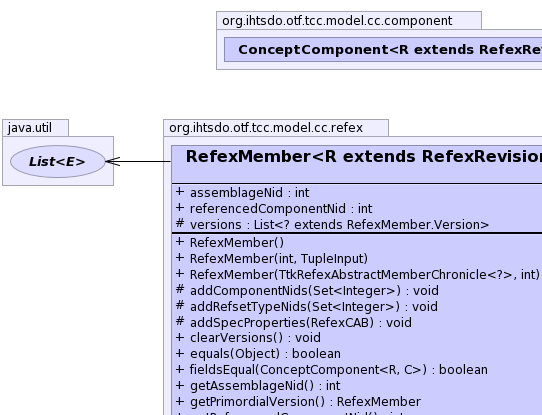 org.ihtsdo.otf.tcc.model.cc.component
ConceptComponent<R extends RefexRev
java.util
List<E>
org.ihtsdo.otf.tcc.model.cc.refex
RefexMember<R extends RefexRevision
+ assemblageNid : int
+ referencedComponentNid : int
# versions : List<? extends RefexMember.Version>
+ RefexMember()
+ RefexMember(int, TupleInput)
+ RefexMember(TtkRefexAbstractMemberChronicle<?>, int)
# addComponentNids(Set<Integer>) : void
# addRefsetTypeNids(Set<Integer>) : void
# addSpecProperties(RefexCAB) : void
+ clearVersions() : void
+ equals(Object) : boolean
+ fieldsEqual(ConceptComponent<R, C>) : boolean
+ getAssemblageNid() : int
+ getPrimordialVersion() : RefexMember